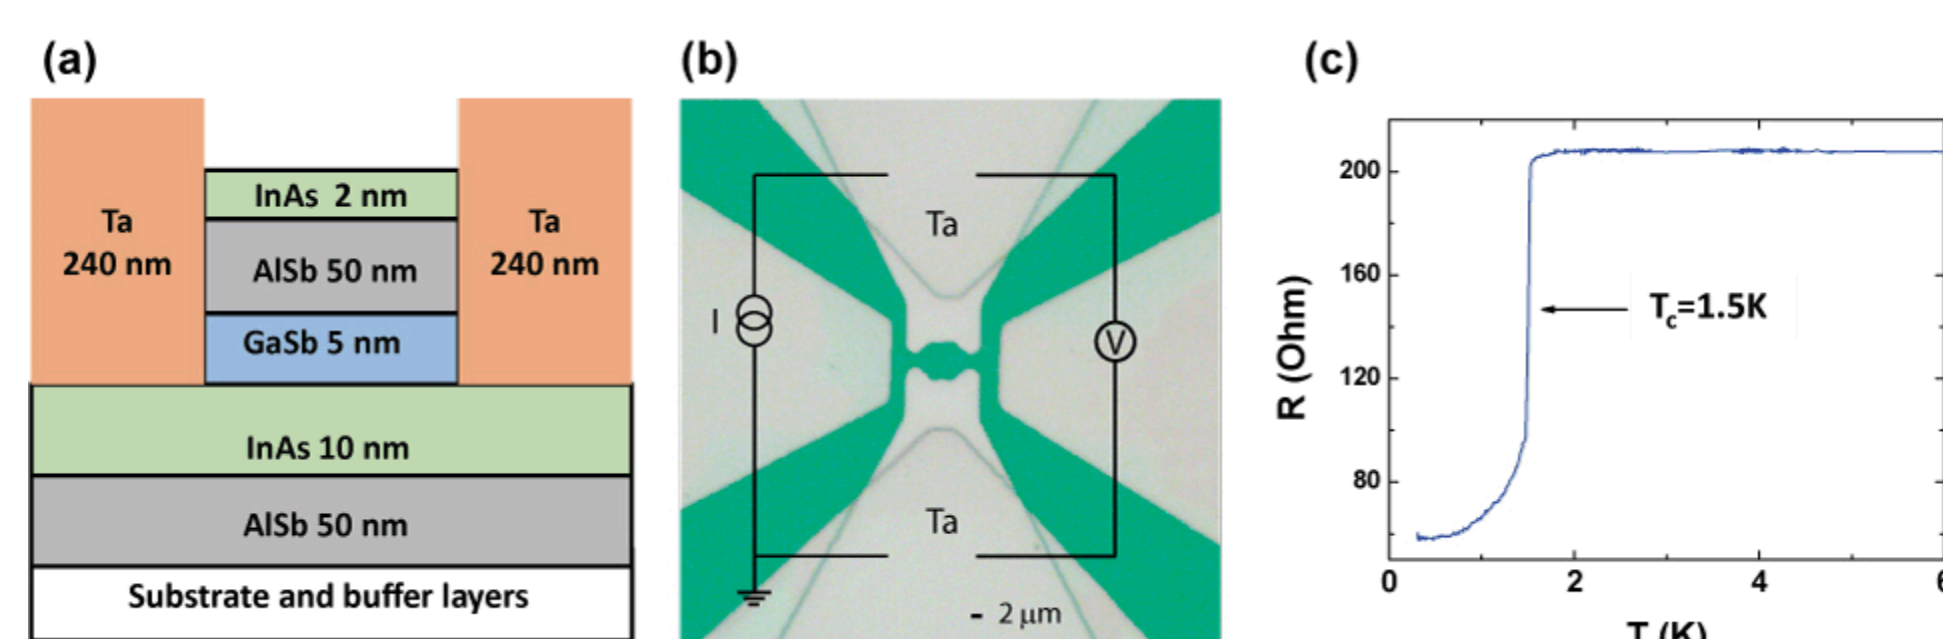 (a)
Ta
240 nm
InAs 2 nm
AlSb 50 nm
GaSb 5 nm
Ta
240 nm
InAs 10 nm
AlSb 50 nm
Substrate and buffer layers
(b)
Ta
I
V
Ta
2 μm
(c)
R (Ohm)
200
160
120
80
Tc=1.5K
0
2
4
6
T (K)